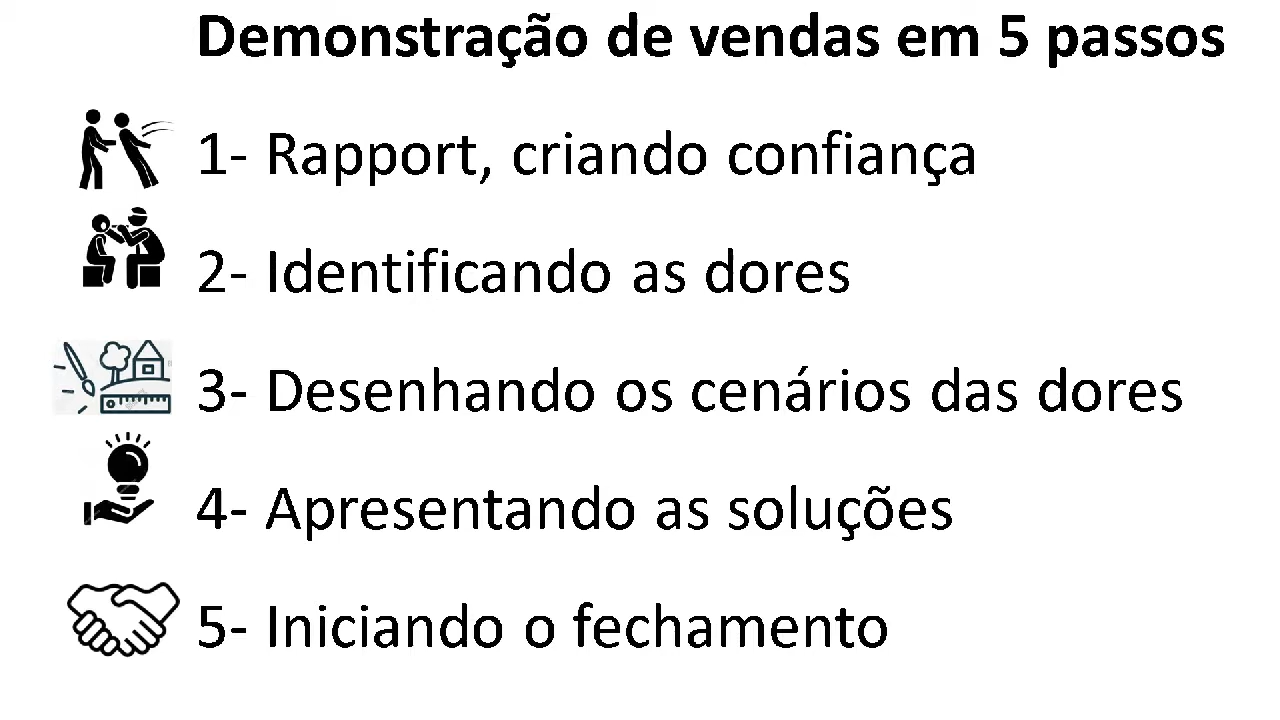 Demonstração de vendas em 5 passos
1- Rapport, criando confiança
2- Identificando as dores
3- Desenhando os cenários das dores
4- Apresentando as soluções
5- Iniciando o fechamento